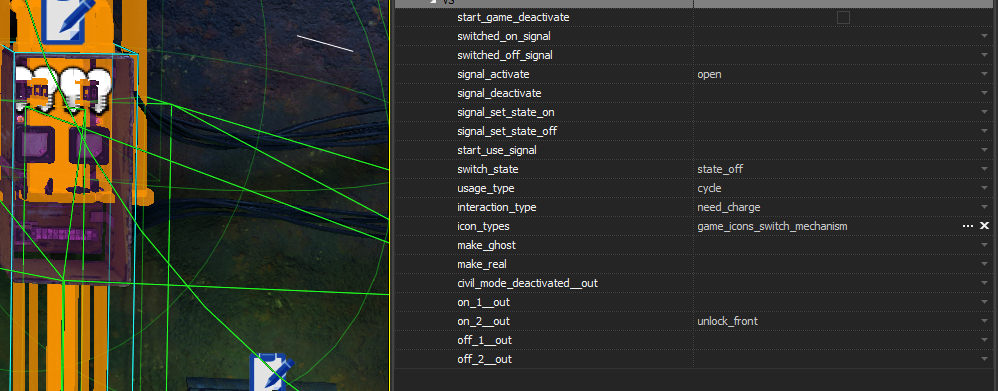 VS
start_game_deactivate
switched_on_signal
switched_off_signal
signal_activate open
signal_deactivate
signal_set_state_on
signal_set_state_off
start_use_signal
switch_state state_off
usage_type cycle
interaction_type need_charge
icon_types game_icons_switch_mechanism
make_ghost
make_real
civil_mode_deactivated__out
on_1__out
on_2__out unlock_front
off_1__out
off_2__out